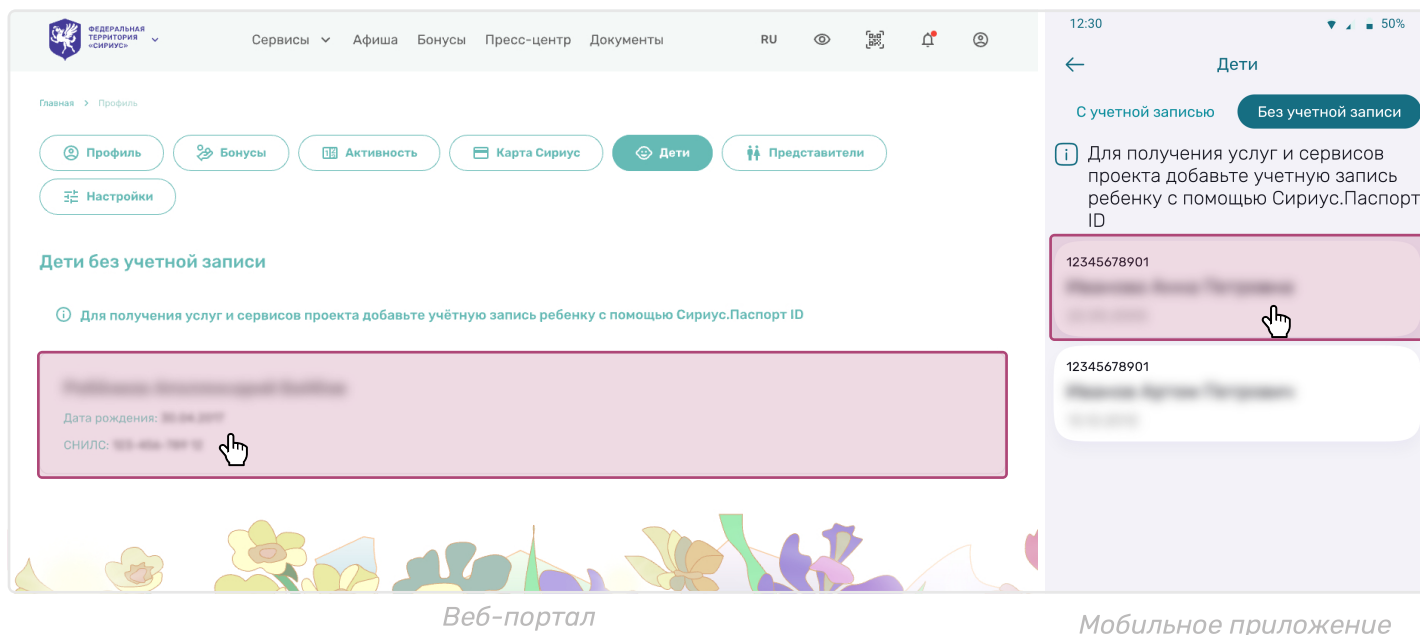 ФЕДЕРАЛЬНАЯ
ТЕРРИТОРИЯ
«СИРИУС»
Сервисы Афиша Бонусы Пресс-центр Документы RU
Главная > Профиль
Профиль Бонусы Активность Карта Сириус Дети Представители
Настройки
Дети без учетной записи
Для получения услуг и сервисов проекта добавьте учётную запись ребенку с помощью Сириус.Паспорт ID
Дата рождения:
СНИЛС:
Веб-портал
12:30 50%
Дети
С учетной записью Без учетной записи
Для получения услуг и сервисов
проекта добавьте учетную запись
ребенку с помощью Сириус.Паспорт
ID
12345678901
12345678901
Мобильное приложение